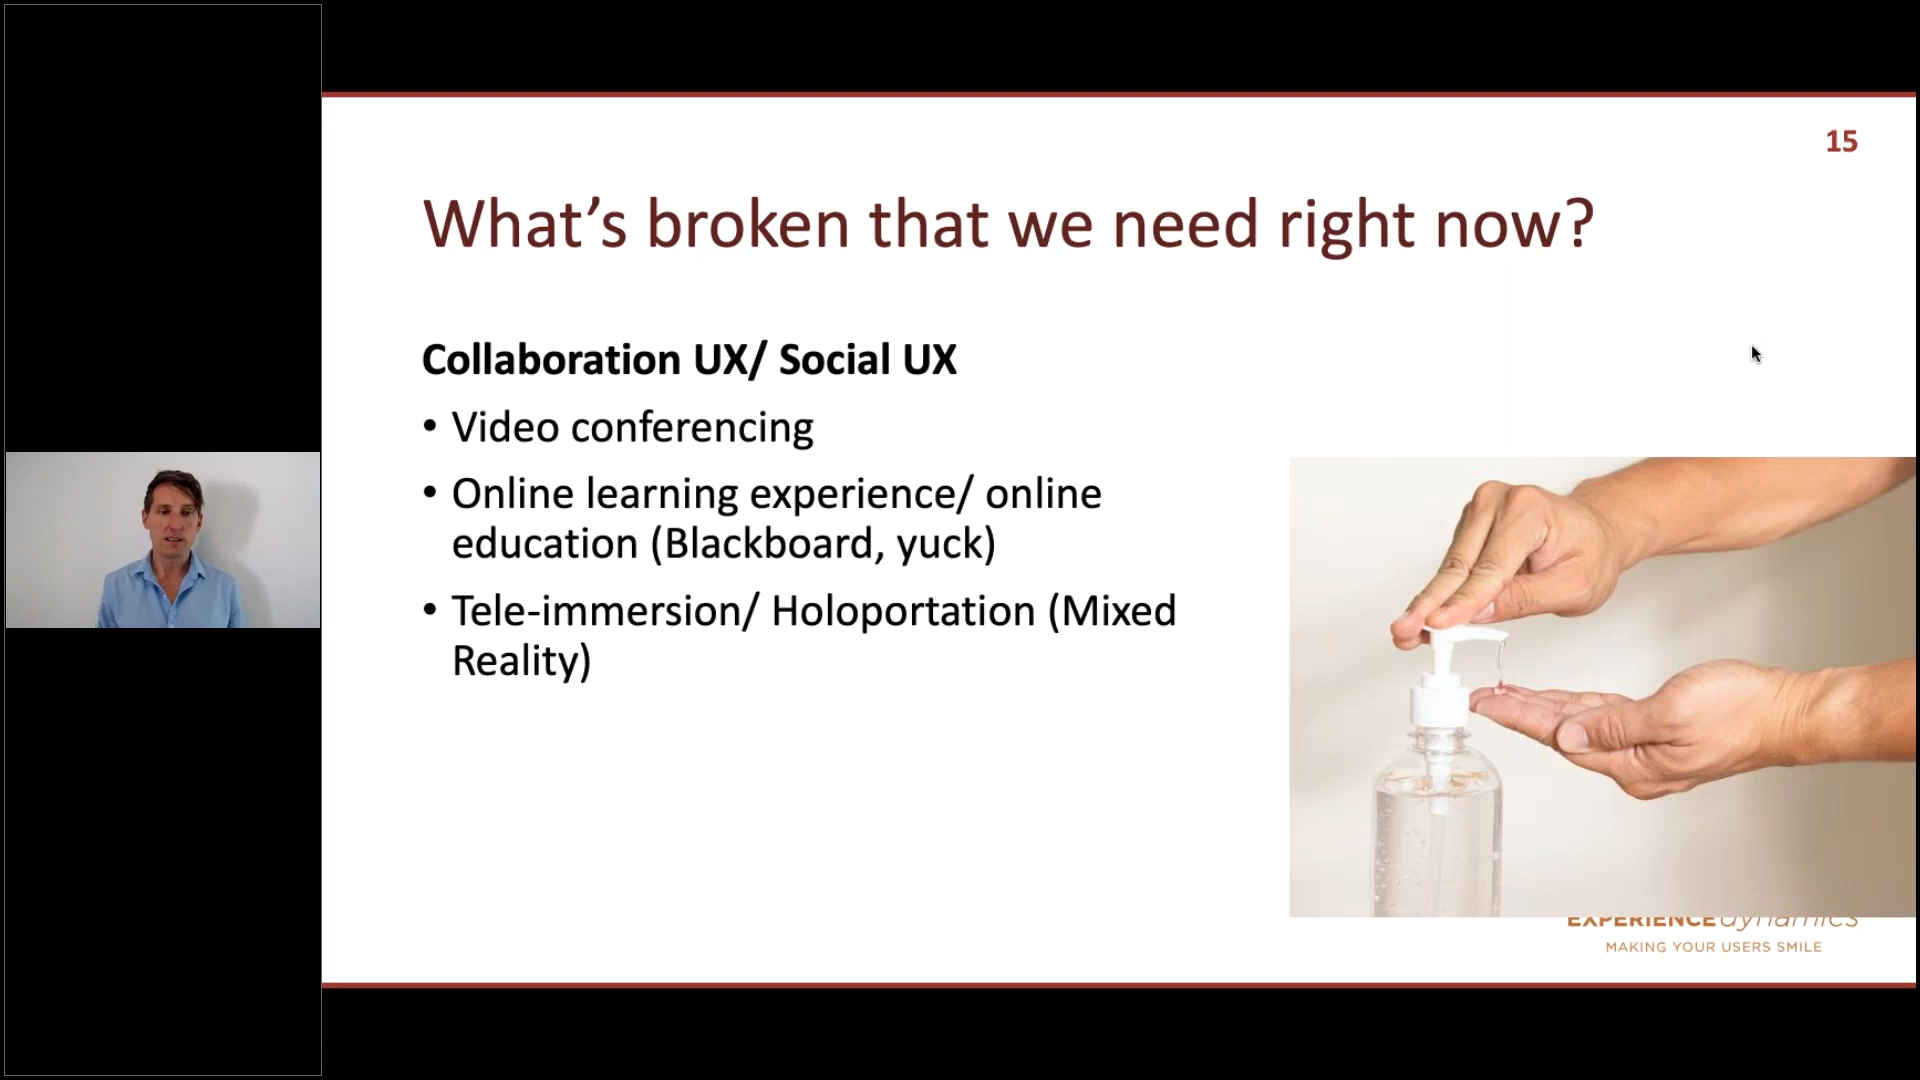 15
What’s broken that we need right now?
Collaboration UX/ Social UX
• Video conferencing
• Online learning experience/ online
education (Blackboard, yuck)
• Tele-immersion/ Holoportation (Mixed
Reality)
EXPERIENCEdynamics
MAKING YOUR USERS SMILE